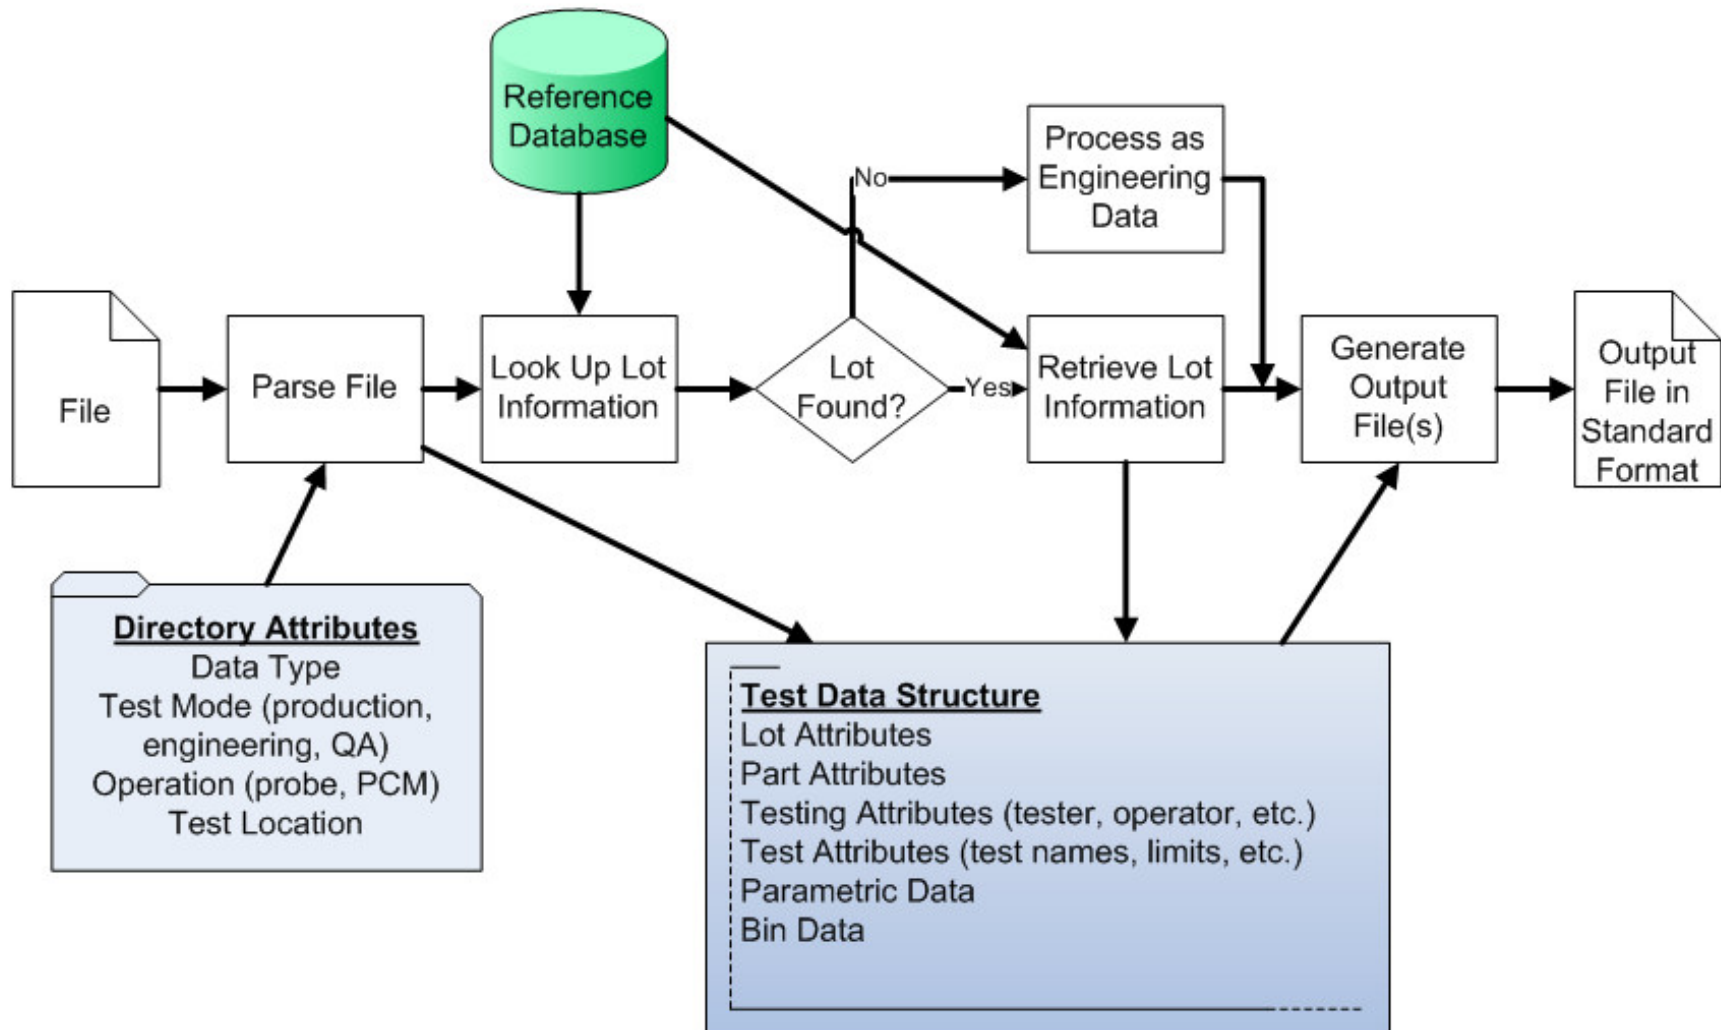 Reference
Database
Process as
Engineering
Data
No
File
Parse File
Look Up Lot
Information
Lot
Found?
Yes
Retrieve Lot
Information
Generate
Output
File(s)
Output
File in
Standard
Format
Directory Attributes
Data Type
Test Mode (production,
engineering, QA)
Operation (probe, PCM)
Test Location
Test Data Structure
Lot Attributes
Part Attributes
Testing Attributes (tester, operator, etc.)
Test Attributes (test names, limits, etc.)
Parametric Data
Bin Data